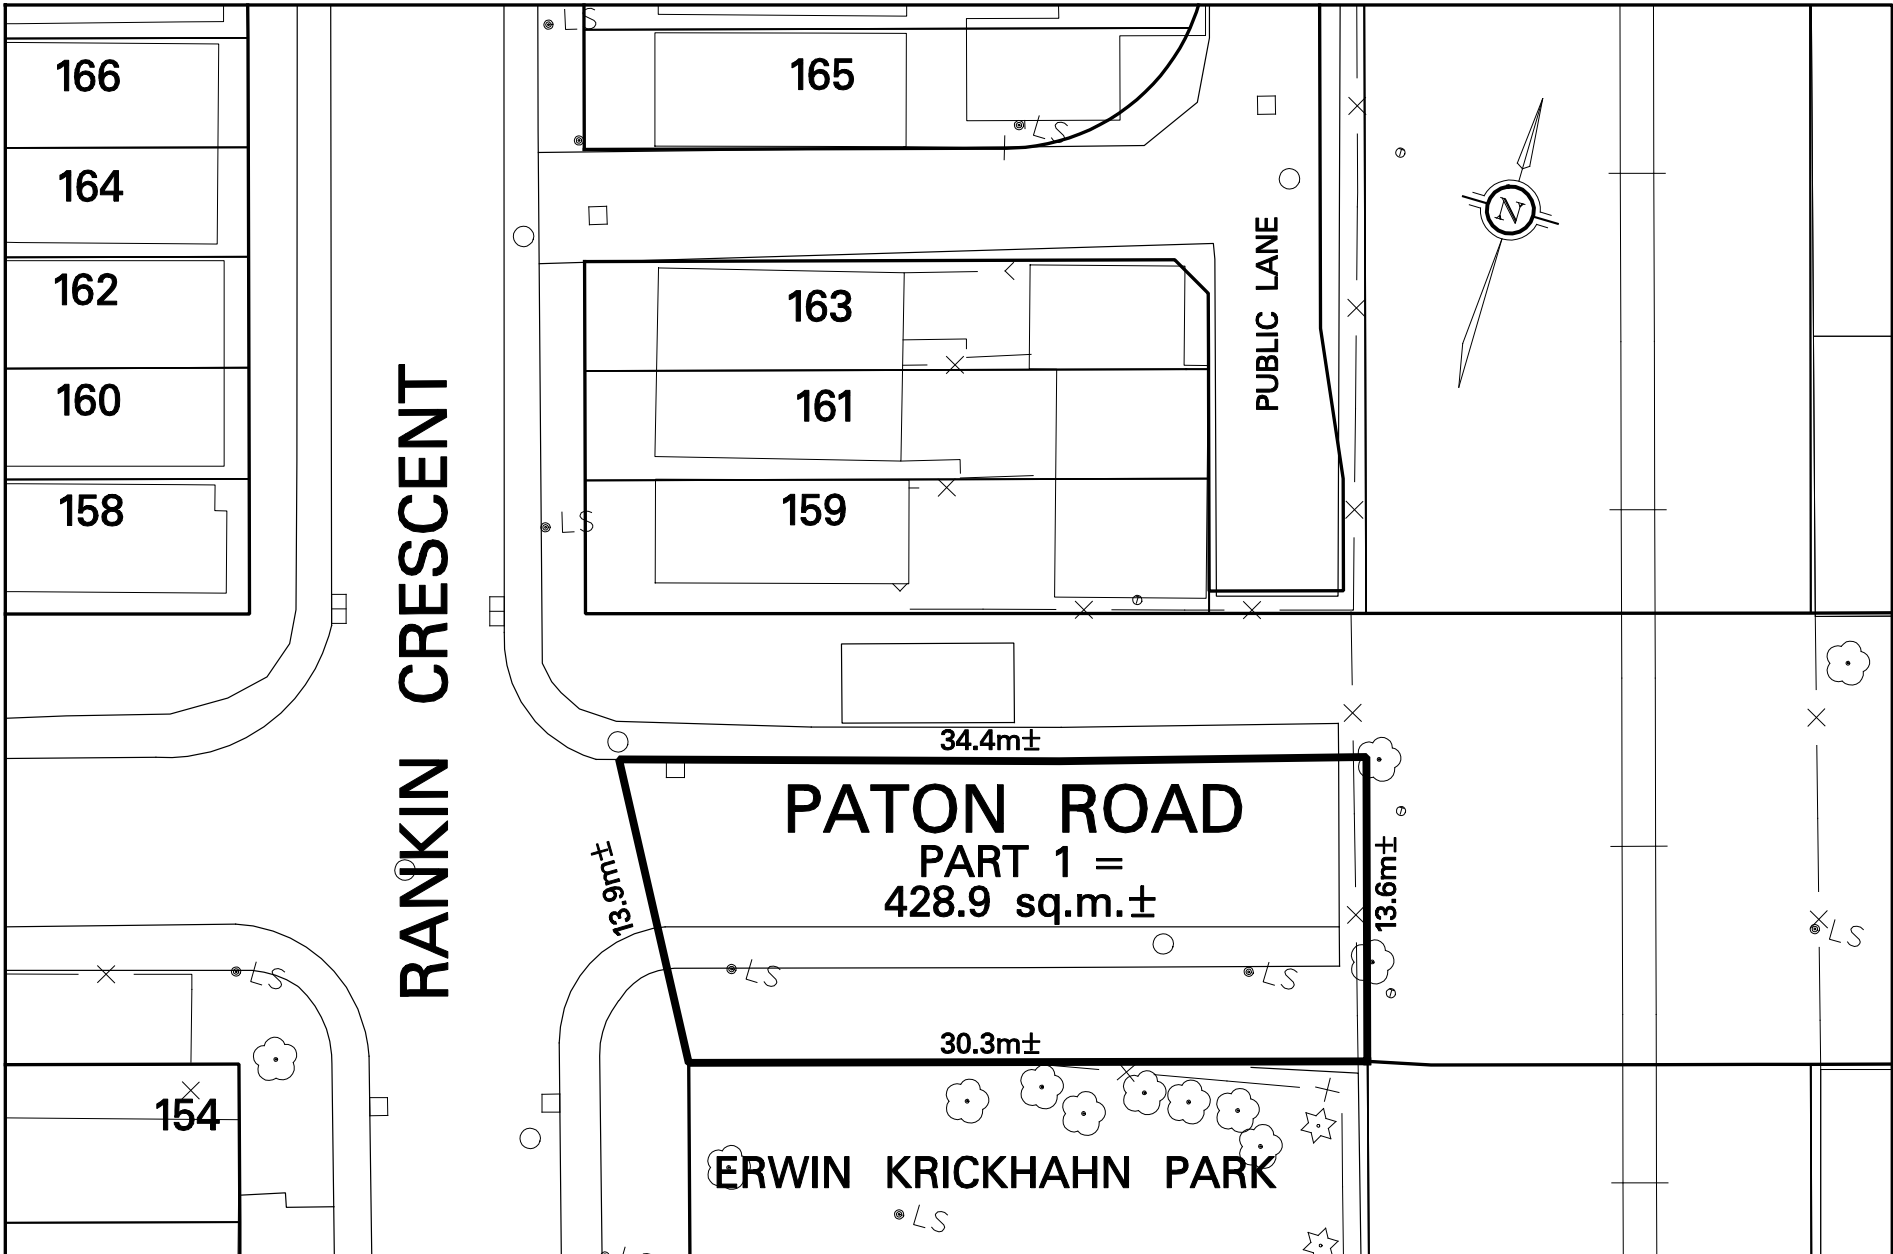 LS
166
165
LS
164
N
162
163
PUBLIC LANE
160
161
158
159
LS
RANKIN CRESCENT
34.4m±
PATON ROAD
PART 1 =
428.9 sq.m.±
13.9m±
13.6m±
LS
LS
LS
LS
30.3m±
154
ERWIN KRICKHAHN PARK
LS